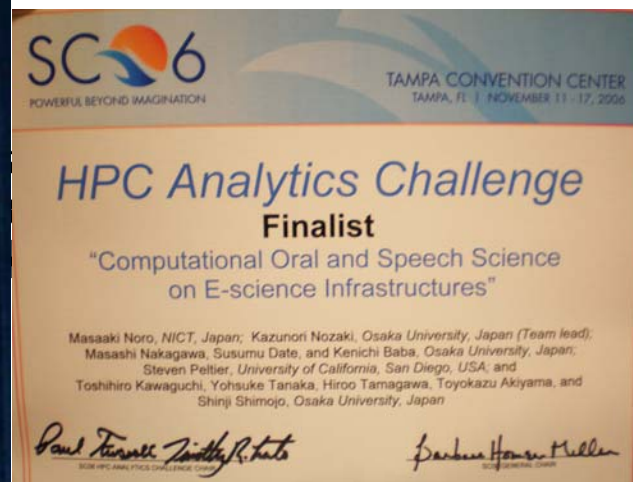 SC06
POWERFUL BEYOND IMAGINATION
TAMPA CONVENTION CENTER
TAMPA, FL | NOVEMBER 11 - 17, 2006
HPC Analytics Challenge
Finalist
"Computational Oral and Speech Science
on E-science Infrastructures"
Masaaki Noro, NICT, Japan; Kazunori Nozaki, Osaka University, Japan (Team lead);
Masashi Nakagawa, Susumu Date, and Kenichi Baba, Osaka University, Japan;
Steven Peltier, University of California, San Diego, USA; and
Toshihiro Kawaguchi, Yohsuke Tanaka, Hiroo Tamagawa, Toyokazu Akiyama, and
Shinji Shimojo, Osaka University, Japan
SC06 HPC ANALYTICS CHALLENGE CHAIR
SC06 GENERAL CHAIR